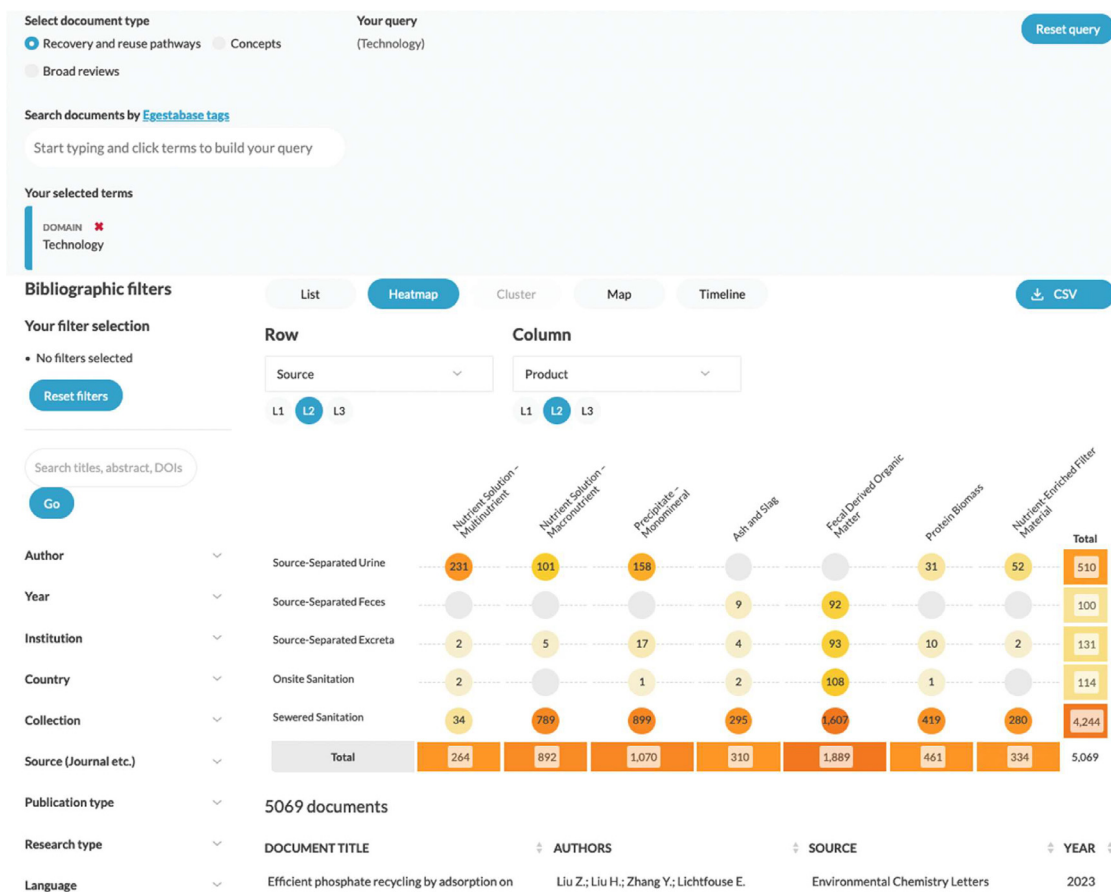 Select docoument type
Recovery and reuse pathways
Concepts
Broad reviews
Your query
(Technology)
Reset query
Search documents by Egestabase tags
Start typing and click terms to build your query
Your selected terms
DOMAIN ✖
Technology
Bibliographic filters
Your filter selection
• No filters selected
Reset filters
Search titles, abstract, DOIs
Go
Author
Year
Institution
Country
Collection
Source (Journal etc.)
Publication type
Research type
Language
List Heatmap Cluster Map Timeline
CSV
Row
Source
L1 L2 L3
Column
Product
L1 L2 L3
Nutrient Solution –
Multinutrient
Nutrient Solution –
Macronutrient
Precipitate –
Monomineral
Ash and Slag
Fecal Derived Organic
Matter
Protein Biomass
Nutrient-Enriched Filter
Material
Total
Source-Separated Urine 231 101 158 31 52 510
Source-Separated Feces 9 92 100
Source-Separated Excreta 2 5 17 4 93 10 2 131
Onsite Sanitation 2 1 2 108 1 114
Sewered Sanitation 34 789 899 295 1,607 419 280 4,244
Total 264 892 1,070 310 1,889 461 334 5,069
5069 documents
DOCUMENT TITLE AUTHORS SOURCE YEAR
Efficient phosphate recycling by adsorption on Liu Z.; Liu H.; Zhang Y.; Lichtfouse E. Environmental Chemistry Letters 2023